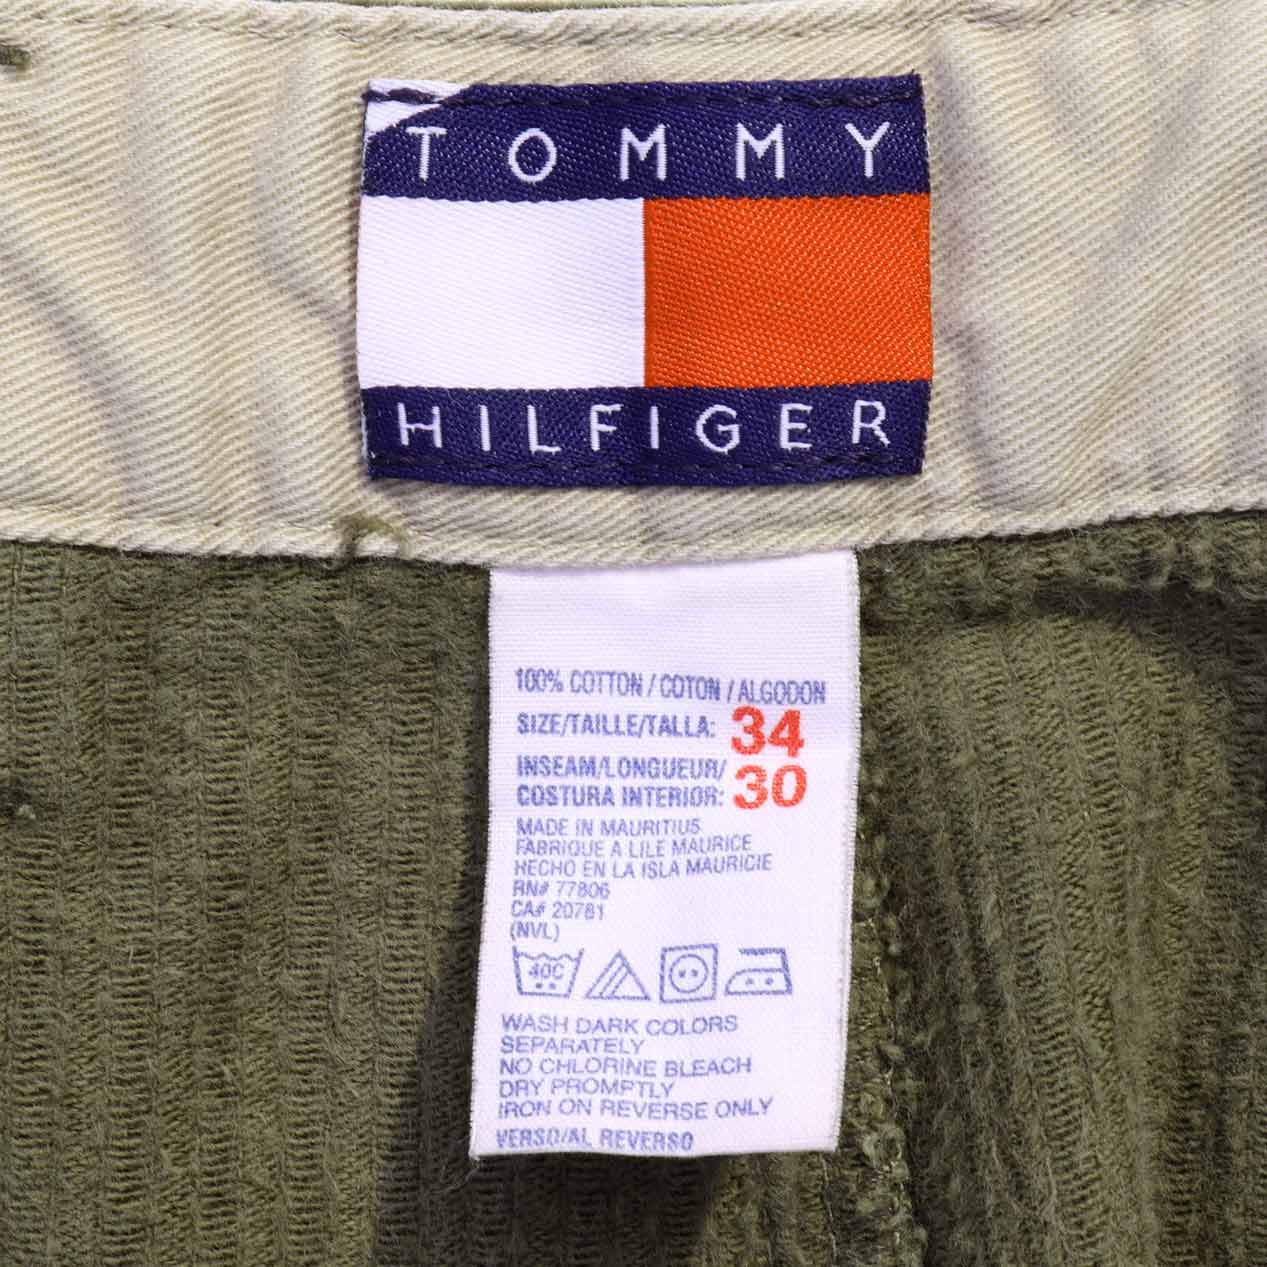 TOMMY
HILFIGER
100% COTTON / COTON / ALGODON
SIZE/TAILLE/TALLA: 34
INSEAM/LONGUEUR/
COSTURA INTERIOR: 30
MADE IN MAURITIUS
FABRIQUE A LILE MAURICE
HECHO EN LA ISLA MAURICIE
RN# 77806
CA# 20781
(NVL)
40C
WASH DARK COLORS
SEPARATELY
NO CHLORINE BLEACH
DRY PROMPTLY
IRON ON REVERSE ONLY
VERSO/AL REVERSO